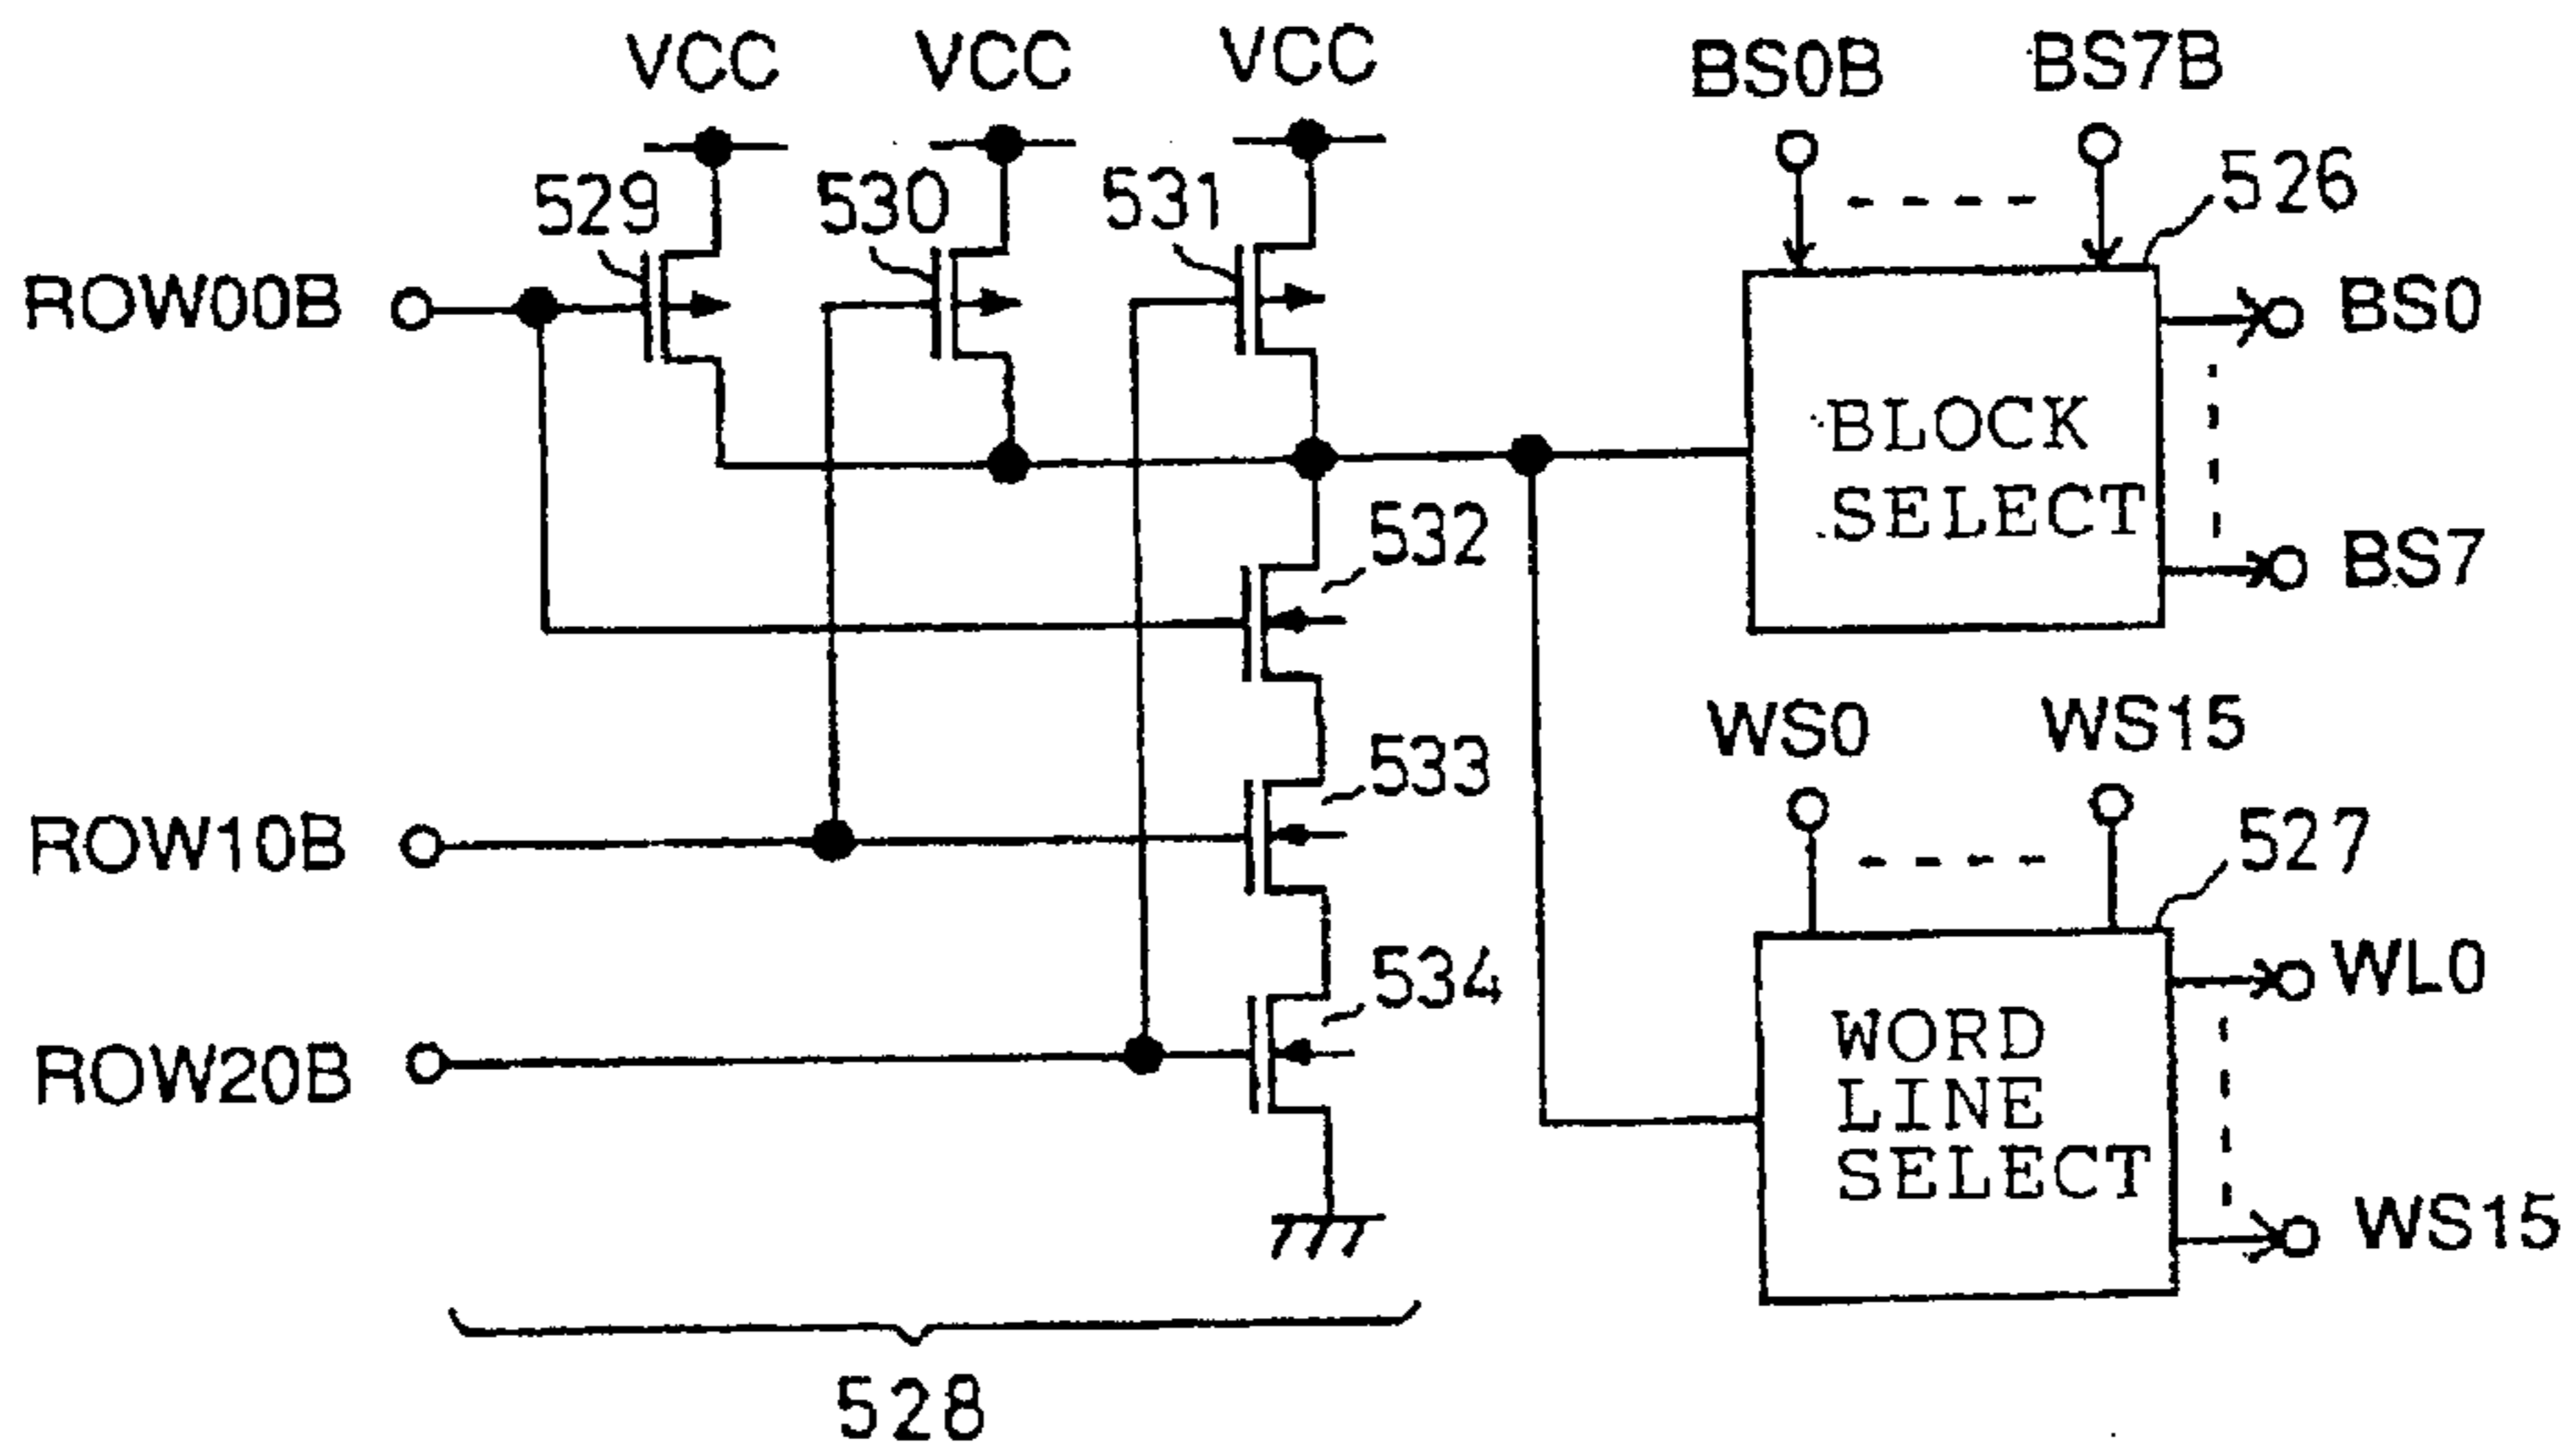 VCC VCC VCC
BS0B BS7B
529 530 531 526
ROW00B
BS0
BLOCK
SELECT
532
BS7
WS0 WS15
533
527
ROW10B
534
WL0
WORD
LINE
SELECT
ROW20B
WS15
528